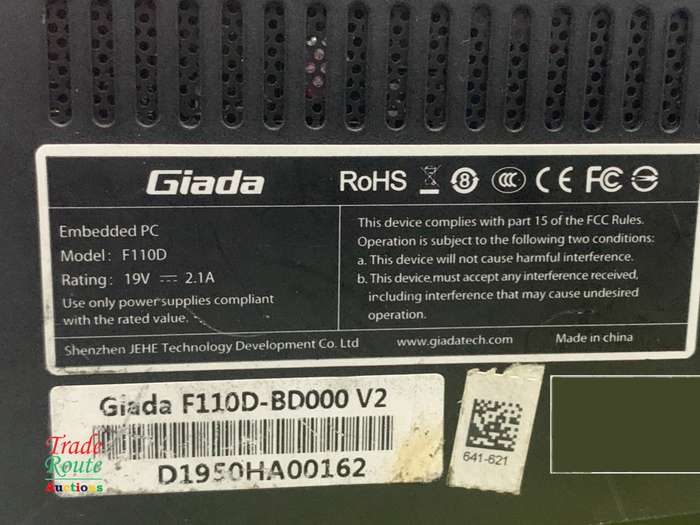 Giada RoHS 8 CCC CE FC
Embedded PC
Model: F110D
Rating: 19V ⎓ 2.1A
Use only power supplies compliant
with the rated value.
This device complies with part 15 of the FCC Rules.
Operation is subject to the following two conditions:
a. This device will not cause harmful interference.
b. This device must accept any interference received,
including interference that may cause undesired
operation.
Shenzhen JEHE Technology Development Co. Ltd www.giadatech.com Made in china
Giada F110D-BD000 V2
D1950HA00162
641-621
Trade
Route
Auctions